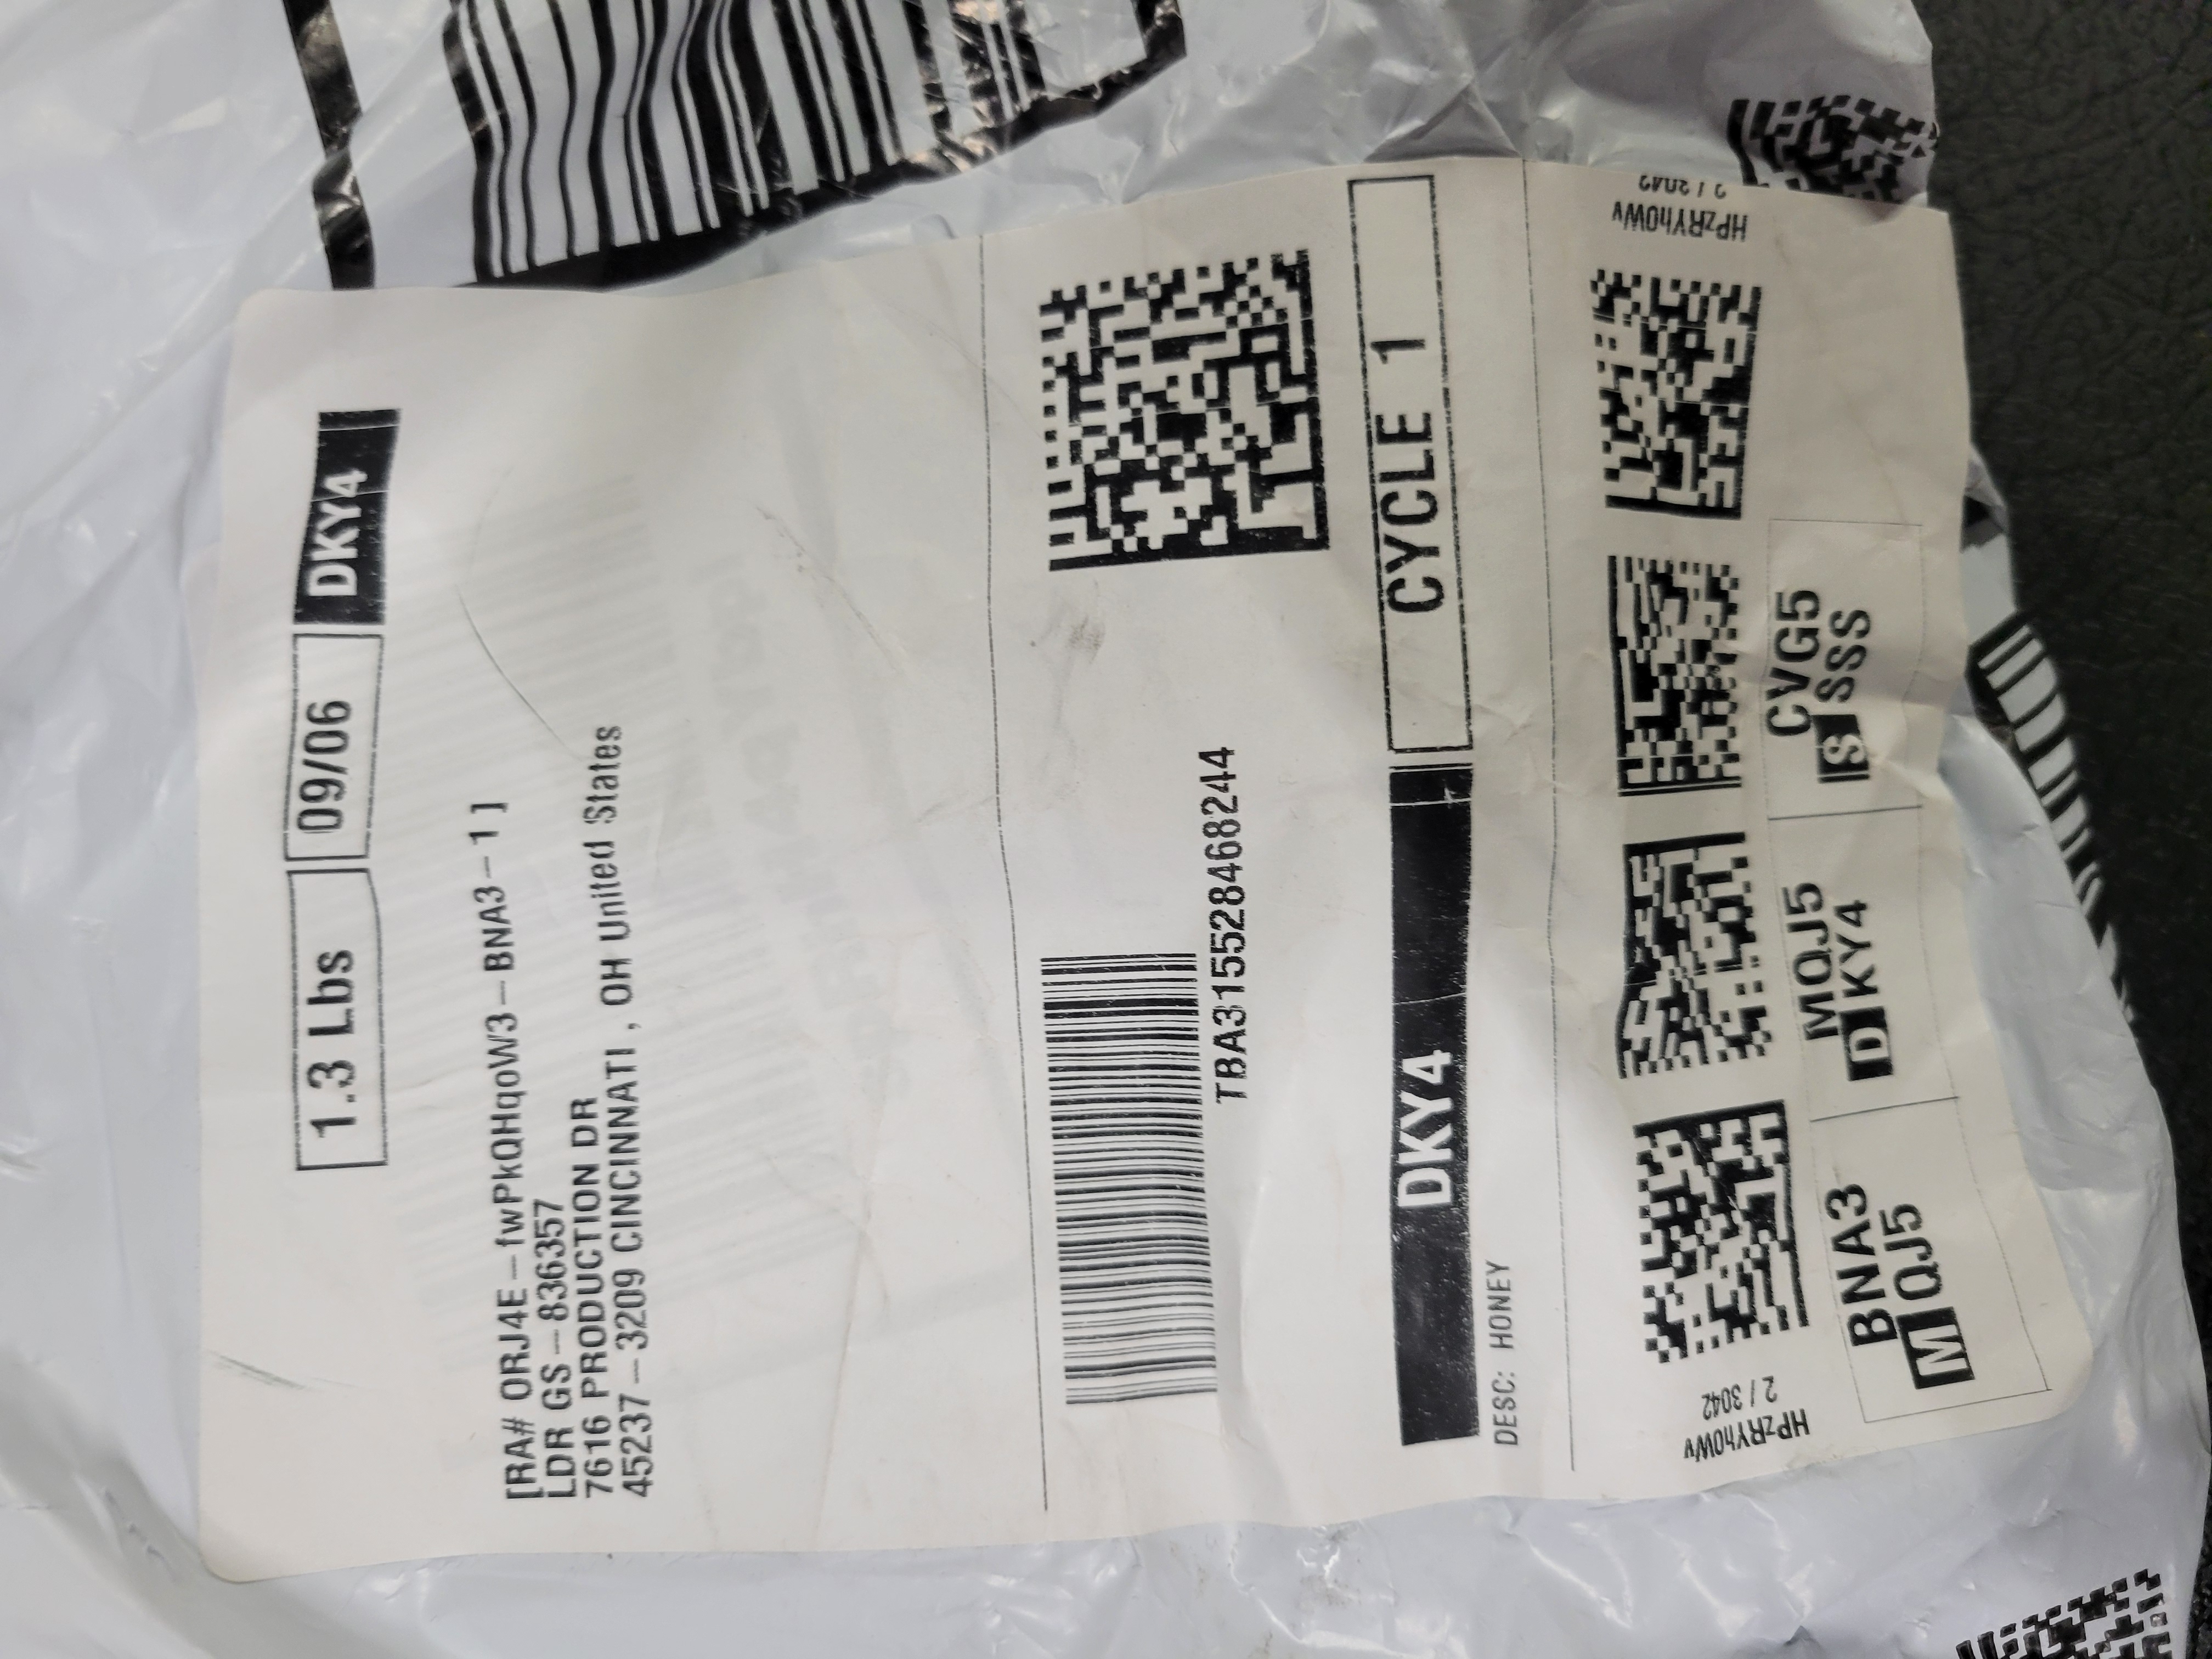 1.3 Lbs 09/06 DKY4
[RA# ORJ4E-fwPkQHqoW3-BNA3-1]
LDR GS-836357
7616 PRODUCTION DR
45237-3209 CINCINNATI , OH United States
TBA315528468244
DKY4 CYCLE 1
DESC: HONEY
HPzRYhOWv
2 / 3042
BNA3
M QJ5
MQJ5
D KY4
CVG5
S SSS
HPzRYhOWv